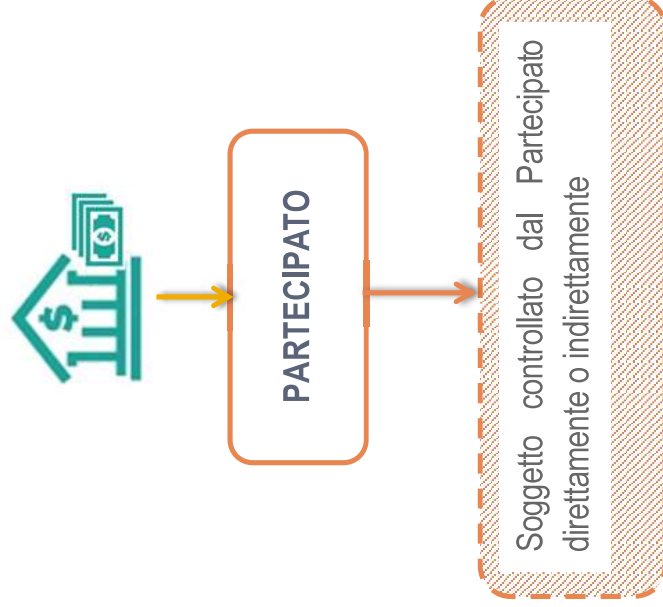 $
$
PARTECIPATO
Soggetto controllato dal Partecipato
direttamente o indirettamente